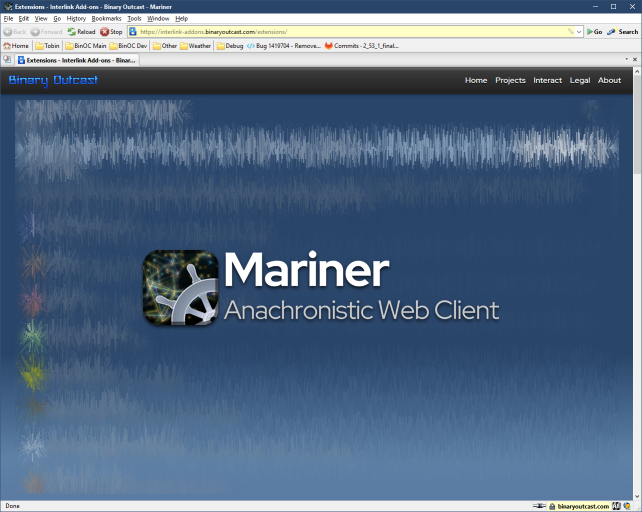 Extensions - Interlink Add-ons - Binary Outcast - Mariner
File Edit View Go History Bookmarks Tools Window Help
Back Forward Reload Stop https://interlink-addons.binaryoutcast.com/extensions/ Go Search
Home Tobin BinOC Main BinOC Dev Other Weather Debug Bug 1419704 - Remove... Commits - 2_53_1_final...
Extensions - Interlink Add-ons - Binar...
Binary Outcast Home Projects Interact Legal About
Mariner
Anachronistic Web Client
Done binaryoutcast.com